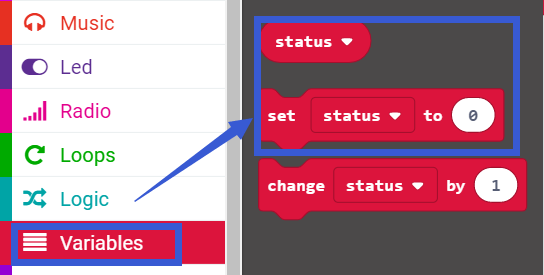 Music
Led
Radio
Loops
Logic
Variables
status
set status to 0
change status by 1